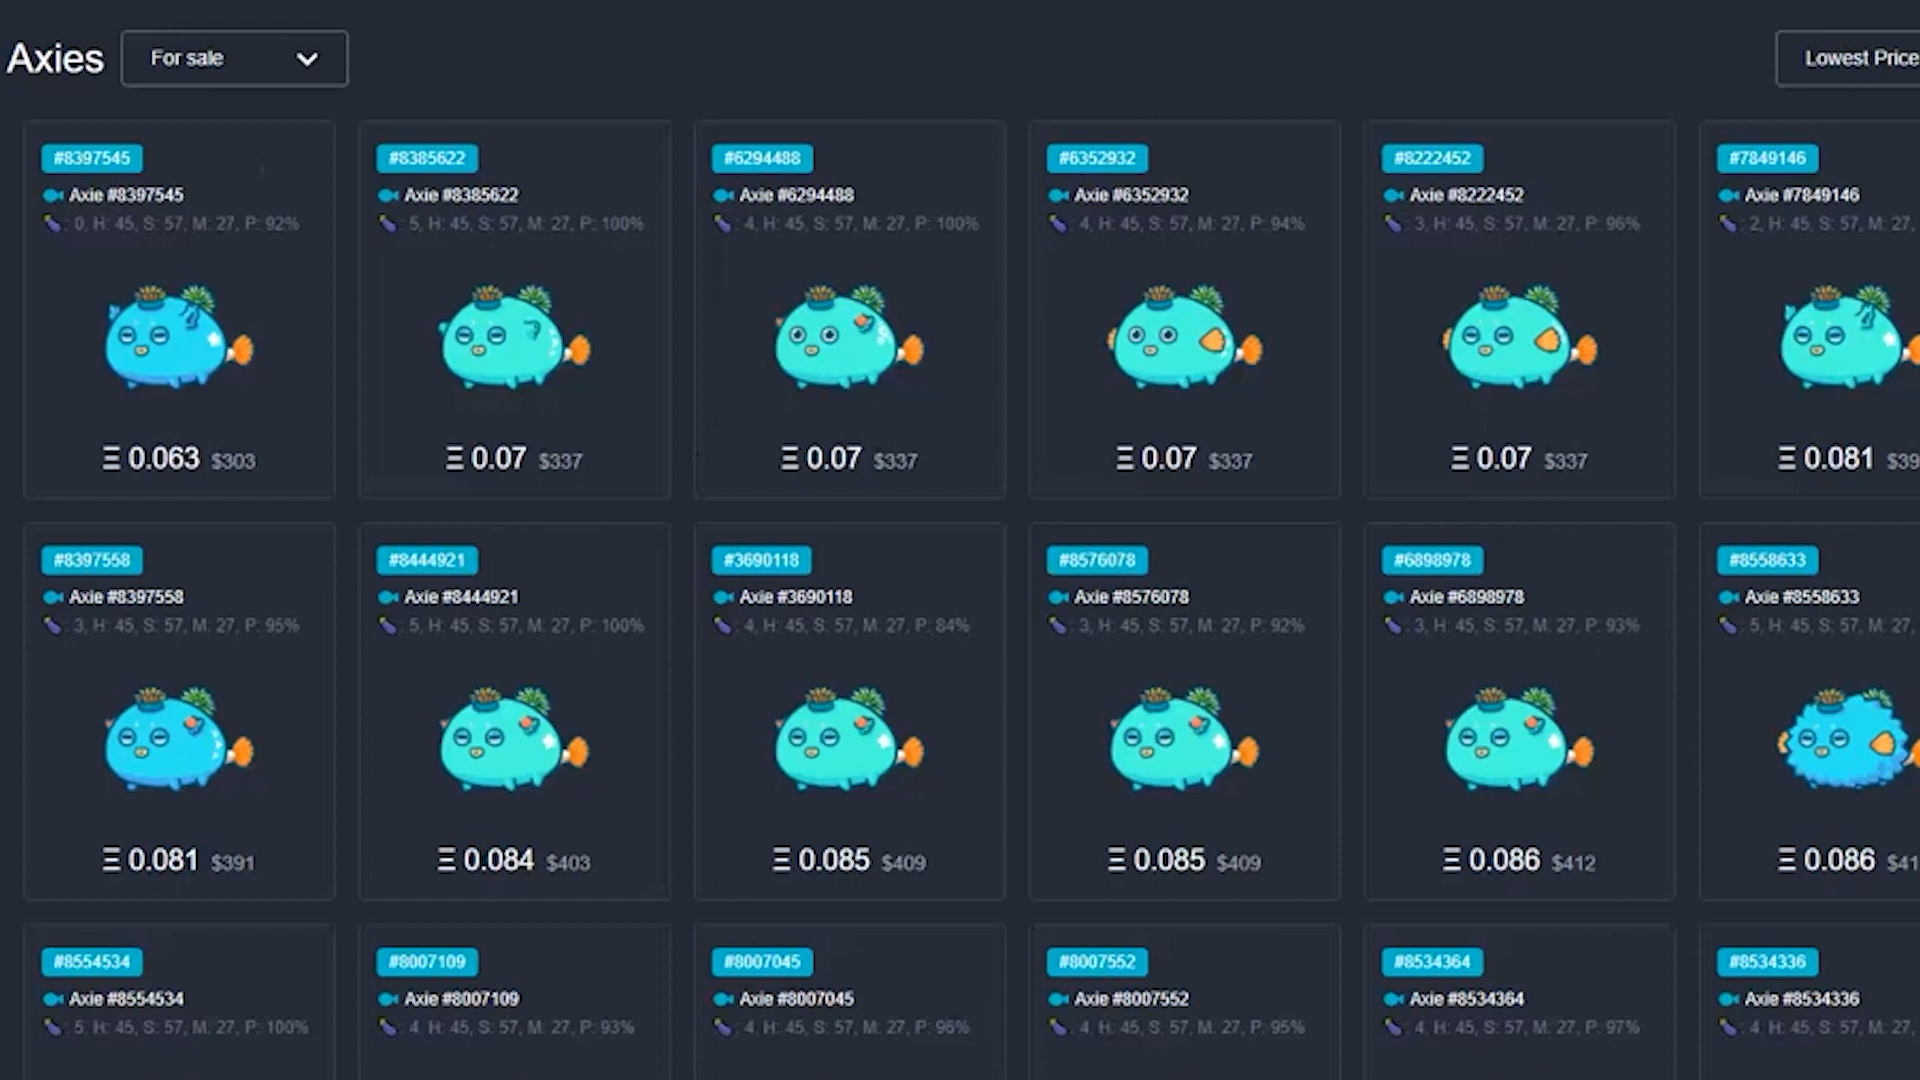 Axies For sale Lowest Price
#8397545 #8385622 #6294488 #6352932 #8222452 #7849146
Axie #8397545 Axie #8385622 Axie #6294488 Axie #6352932 Axie #8222452 Axie #7849146
: 0, H: 45, S: 57, M: 27, P: 92% : 5, H: 45, S: 57, M: 27, P: 100% : 4, H: 45, S: 57, M: 27, P: 100% : 4, H: 45, S: 57, M: 27, P: 94% : 3, H: 45, S: 57, M: 27, P: 96% : 2, H: 45, S: 57, M: 27,
Ξ 0.063 $303 Ξ 0.07 $337 Ξ 0.07 $337 Ξ 0.07 $337 Ξ 0.07 $337 Ξ 0.081 $39
#8397558 #8444921 #3690118 #8576078 #6898978 #8558633
Axie #8397558 Axie #8444921 Axie #3690118 Axie #8576078 Axie #6898978 Axie #8558633
: 3, H: 45, S: 57, M: 27, P: 95% : 5, H: 45, S: 57, M: 27, P: 100% : 4, H: 45, S: 57, M: 27, P: 84% : 3, H: 45, S: 57, M: 27, P: 92% : 3, H: 45, S: 57, M: 27, P: 93% : 5, H: 45, S: 57, M: 27,
Ξ 0.081 $391 Ξ 0.084 $403 Ξ 0.085 $409 Ξ 0.085 $409 Ξ 0.086 $412 Ξ 0.086 $41
#8554534 #8007109 #8007045 #8007552 #8534364 #8534336
Axie #8554534 Axie #8007109 Axie #8007045 Axie #8007552 Axie #8534364 Axie #8534336
: 5, H: 45, S: 57, M: 27, P: 100% : 4, H: 45, S: 57, M: 27, P: 93% : 4, H: 45, S: 57, M: 27, P: 96% : 4, H: 45, S: 57, M: 27, P: 95% : 4, H: 45, S: 57, M: 27, P: 97% : 4, H: 45, S: 57, M: 27,